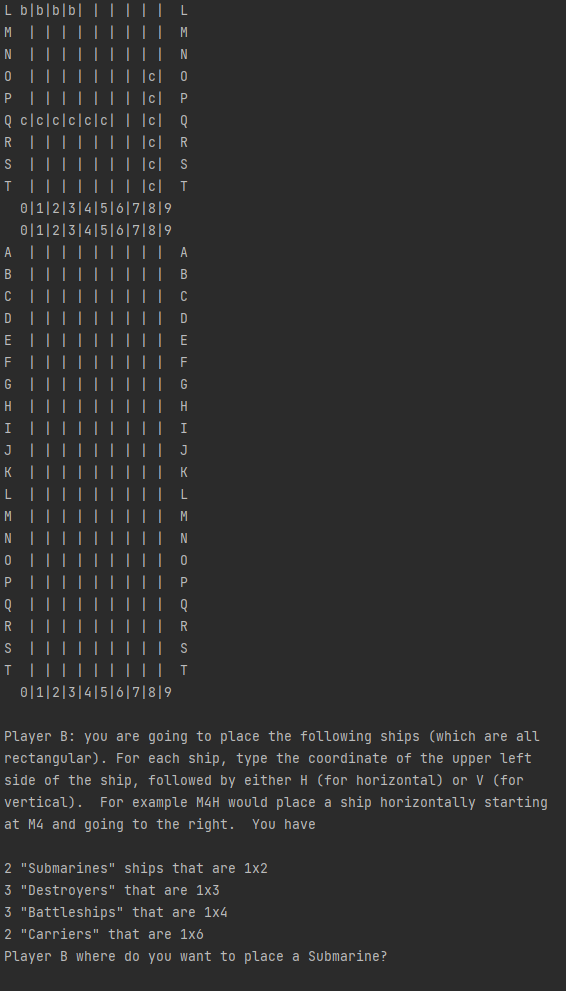 L b|b|b|b| | | | | |  L
M  | | | | | | | | |  M
N  | | | | | | | | |  N
O  | | | | | | | |c|  O
P  | | | | | | | |c|  P
Q c|c|c|c|c|c| | |c|  Q
R  | | | | | | | |c|  R
S  | | | | | | | |c|  S
T  | | | | | | | |c|  T
  0|1|2|3|4|5|6|7|8|9
  0|1|2|3|4|5|6|7|8|9
A  | | | | | | | | |  A
B  | | | | | | | | |  B
C  | | | | | | | | |  C
D  | | | | | | | | |  D
E  | | | | | | | | |  E
F  | | | | | | | | |  F
G  | | | | | | | | |  G
H  | | | | | | | | |  H
I  | | | | | | | | |  I
J  | | | | | | | | |  J
K  | | | | | | | | |  K
L  | | | | | | | | |  L
M  | | | | | | | | |  M
N  | | | | | | | | |  N
O  | | | | | | | | |  O
P  | | | | | | | | |  P
Q  | | | | | | | | |  Q
R  | | | | | | | | |  R
S  | | | | | | | | |  S
T  | | | | | | | | |  T
  0|1|2|3|4|5|6|7|8|9
Player B: you are going to place the following ships (which are all
rectangular). For each ship, type the coordinate of the upper left
side of the ship, followed by either H (for horizontal) or V (for
vertical).  For example M4H would place a ship horizontally starting
at M4 and going to the right.  You have
2 "Submarines" ships that are 1x2
3 "Destroyers" that are 1x3
3 "Battleships" that are 1x4
2 "Carriers" that are 1x6
Player B where do you want to place a Submarine?